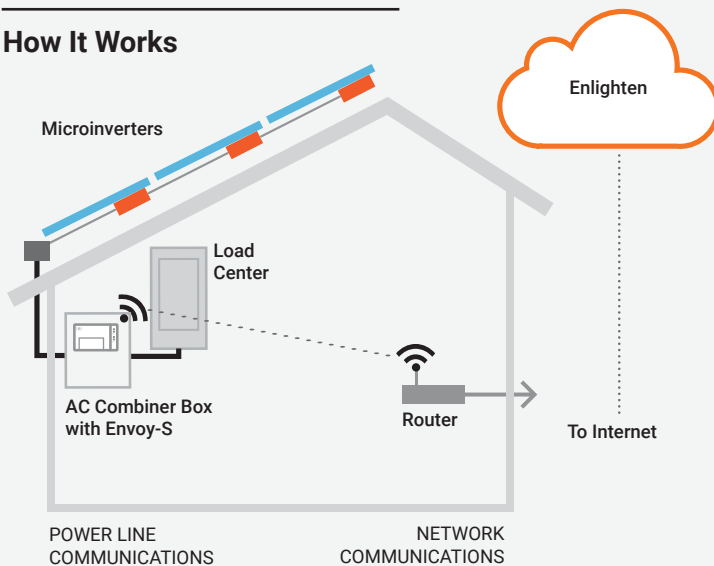 How It Works
Enlighten
Microinverters
Load
Center
AC Combiner Box
with Envoy-S
Router
To Internet
POWER LINE
COMMUNICATIONS
NETWORK
COMMUNICATIONS